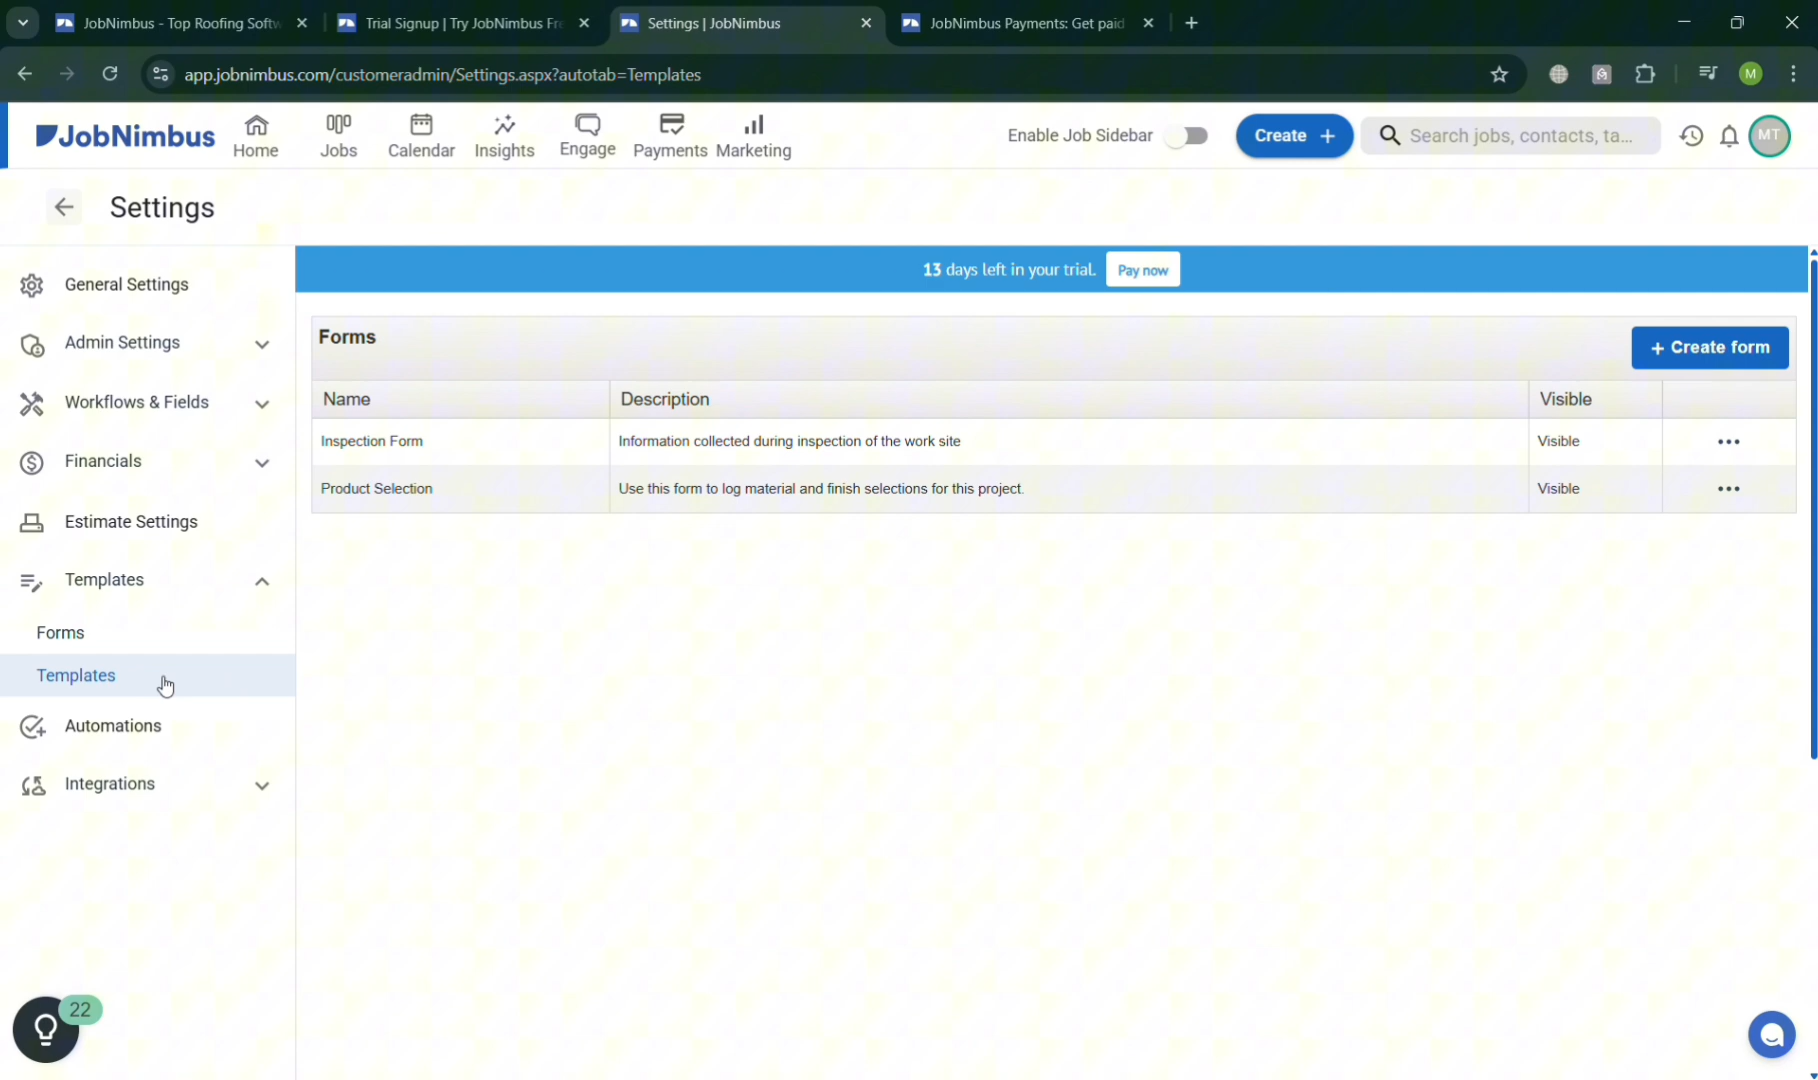 JobNimbus - Top Roofing Softw
Trial Signup | Try JobNimbus Fre
Settings | JobNimbus
JobNimbus Payments: Get paid
app.jobnimbus.com/customeradmin/Settings.aspx?autotab=Templates
M
JobNimbus
Home
Jobs
Calendar
Insights
Engage
Payments
Marketing
Enable Job Sidebar
Create +
Search jobs, contacts, ta...
MT
Settings
General Settings
Admin Settings
Workflows & Fields
Financials
Estimate Settings
Templates
Forms
Templates
Automations
Integrations
22
13 days left in your trial. Pay now
Forms
+ Create form
Name Description Visible
Inspection Form Information collected during inspection of the work site Visible
Product Selection Use this form to log material and finish selections for this project. Visible